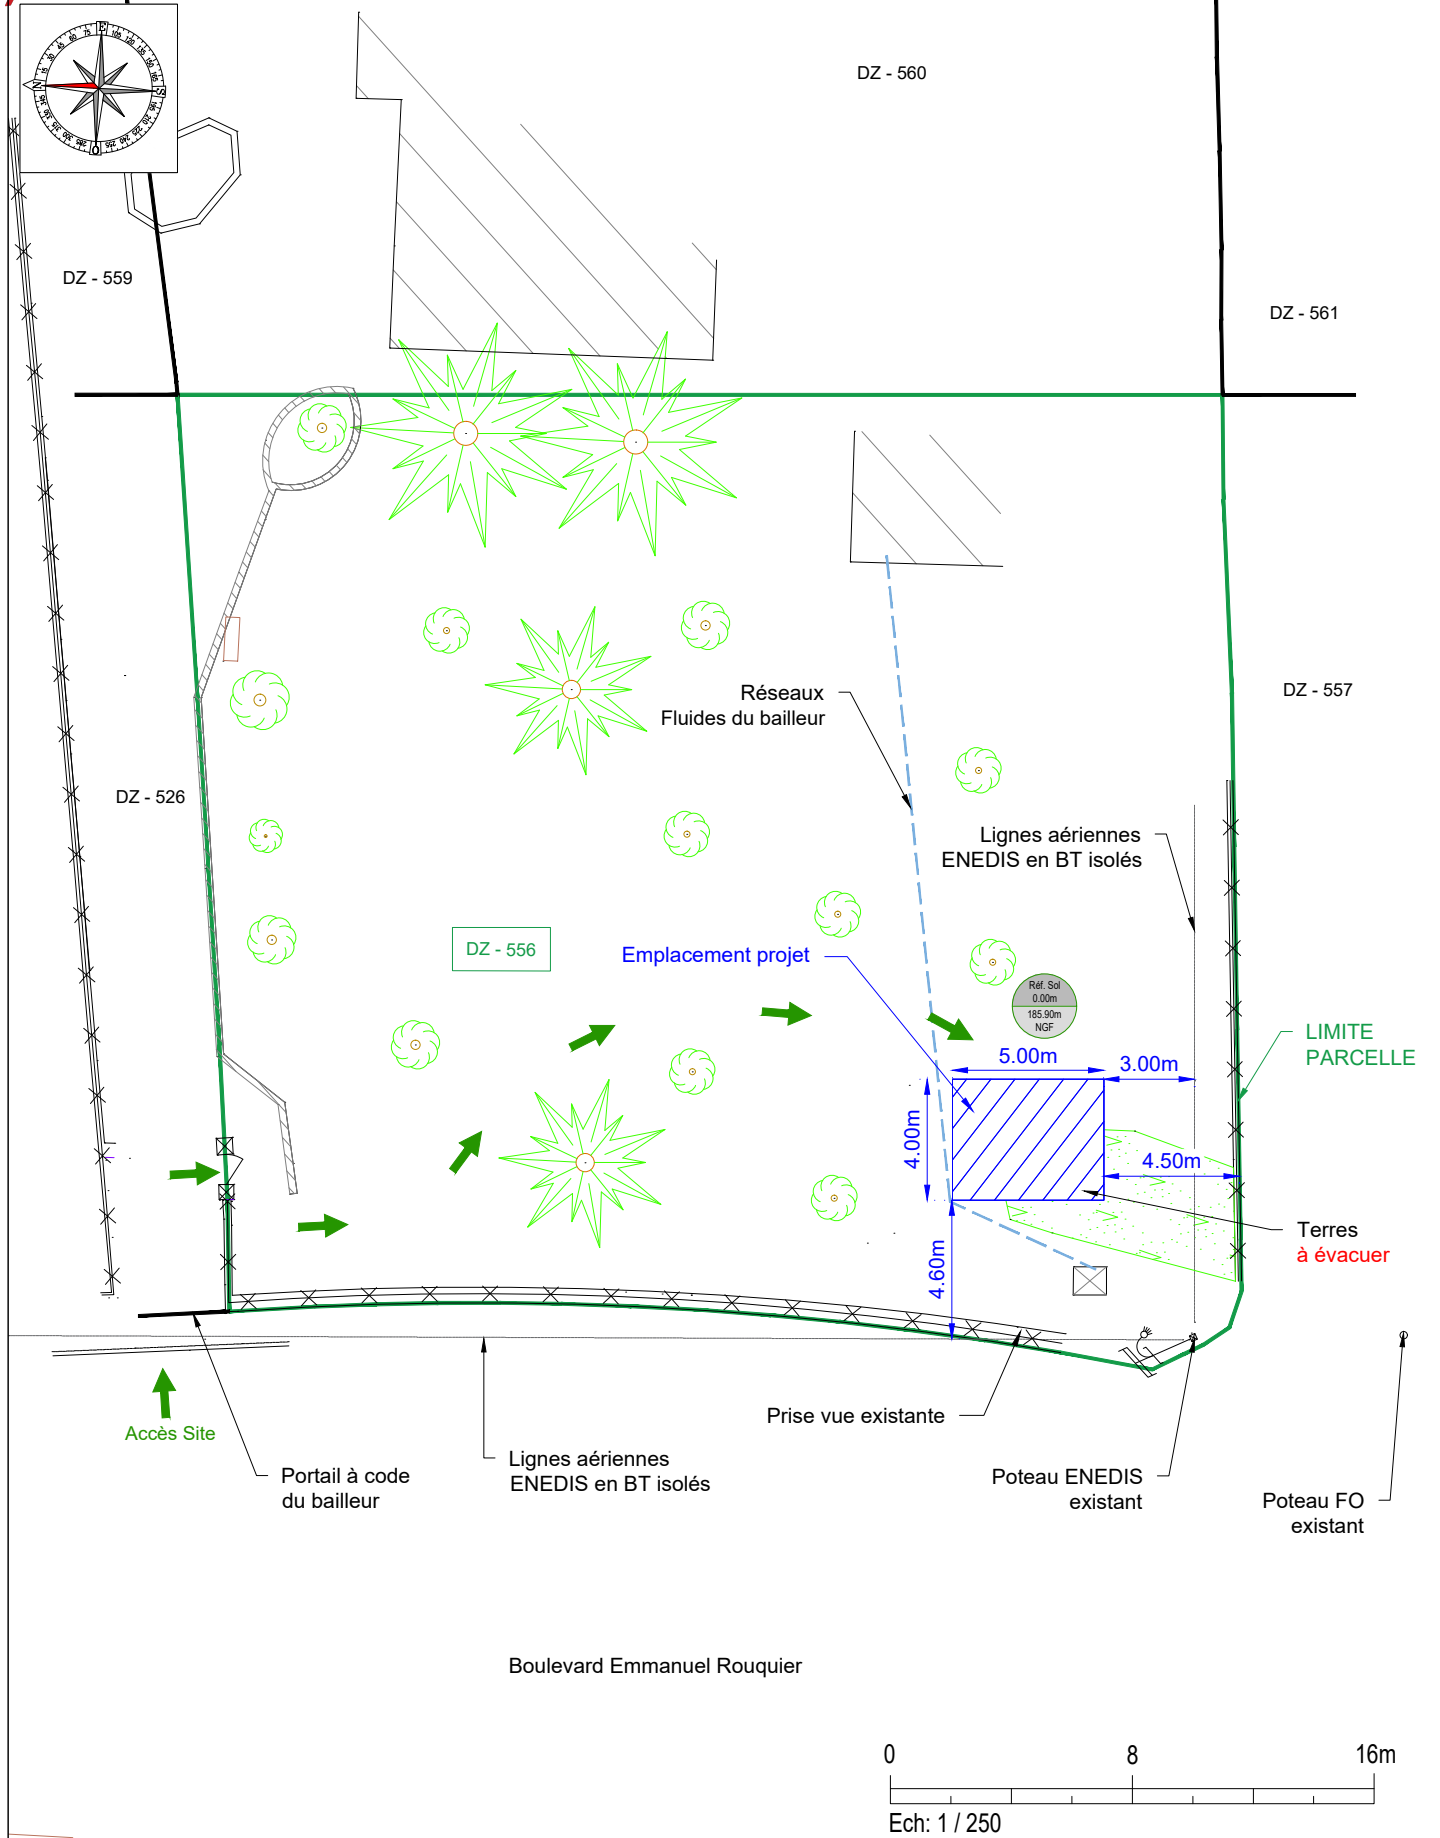 E
N
S
O
DZ - 560
DZ - 559
DZ - 561
Réseaux
Fluides du bailleur
DZ - 557
DZ - 526
Lignes aériennes
ENEDIS en BT isolés
DZ - 556
Emplacement projet
Réf. Sol
0.00m
185.90m
NGF
LIMITE
PARCELLE
5.00m
3.00m
4.00m
4.50m
Terres
à évacuer
4.60m
Accès Site
Prise vue existante
Portail à code
du bailleur
Lignes aériennes
ENEDIS en BT isolés
Poteau ENEDIS
existant
Poteau FO
existant
Boulevard Emmanuel Rouquier
0
8
16m
Ech: 1 / 250